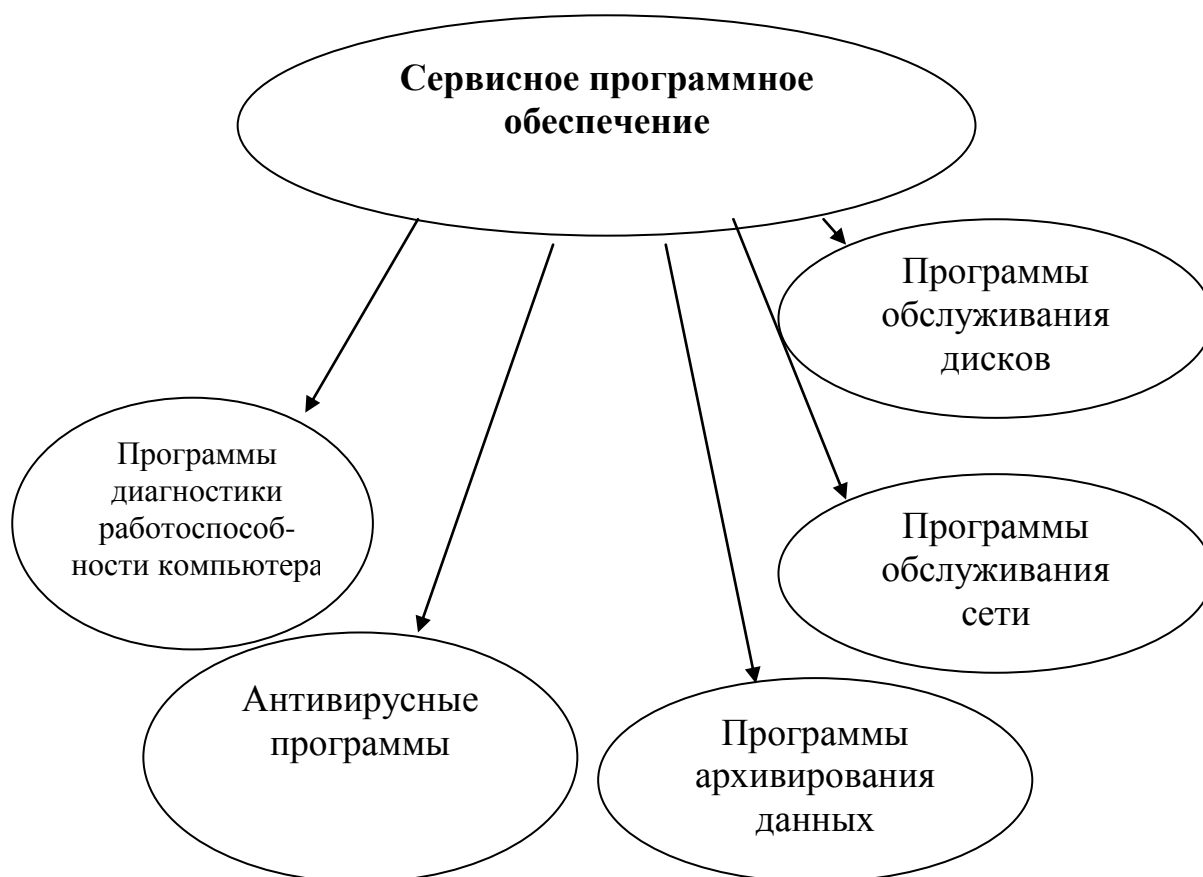 Сервисное программное
обеспечение
Программы
обслуживания
дисков
Программы
диагностики
работоспособ-
ности компьютера
Программы
обслуживания
сети
Антивирусные
программы
Программы
архивирования
данных